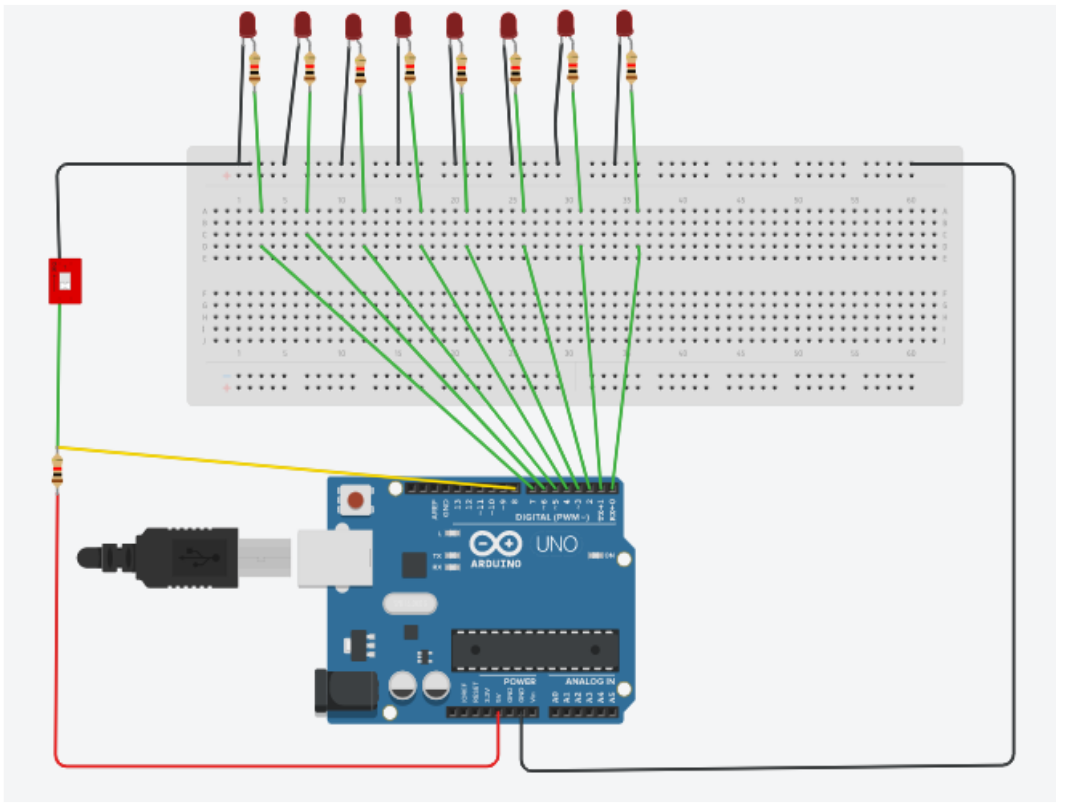 1 5 10 15 20 25 30 35 40 45 50 55 60
A A
B B
C C
D D
E E
F F
G G
H H
I I
J J
1 5 10 15 20 25 30 35 40 45 50 55 60
AREF
GND
13
12
~11
~10
~9
8
7
~6
~5
4
~3
2
TX→1
RX←0
DIGITAL (PWM~)
L
TX
RX
UNO
ARDUINO
ON
POWER
ANALOG IN
RESET
3.3V
5V
GND
GND
Vin
A0
A1
A2
A3
A4
A5